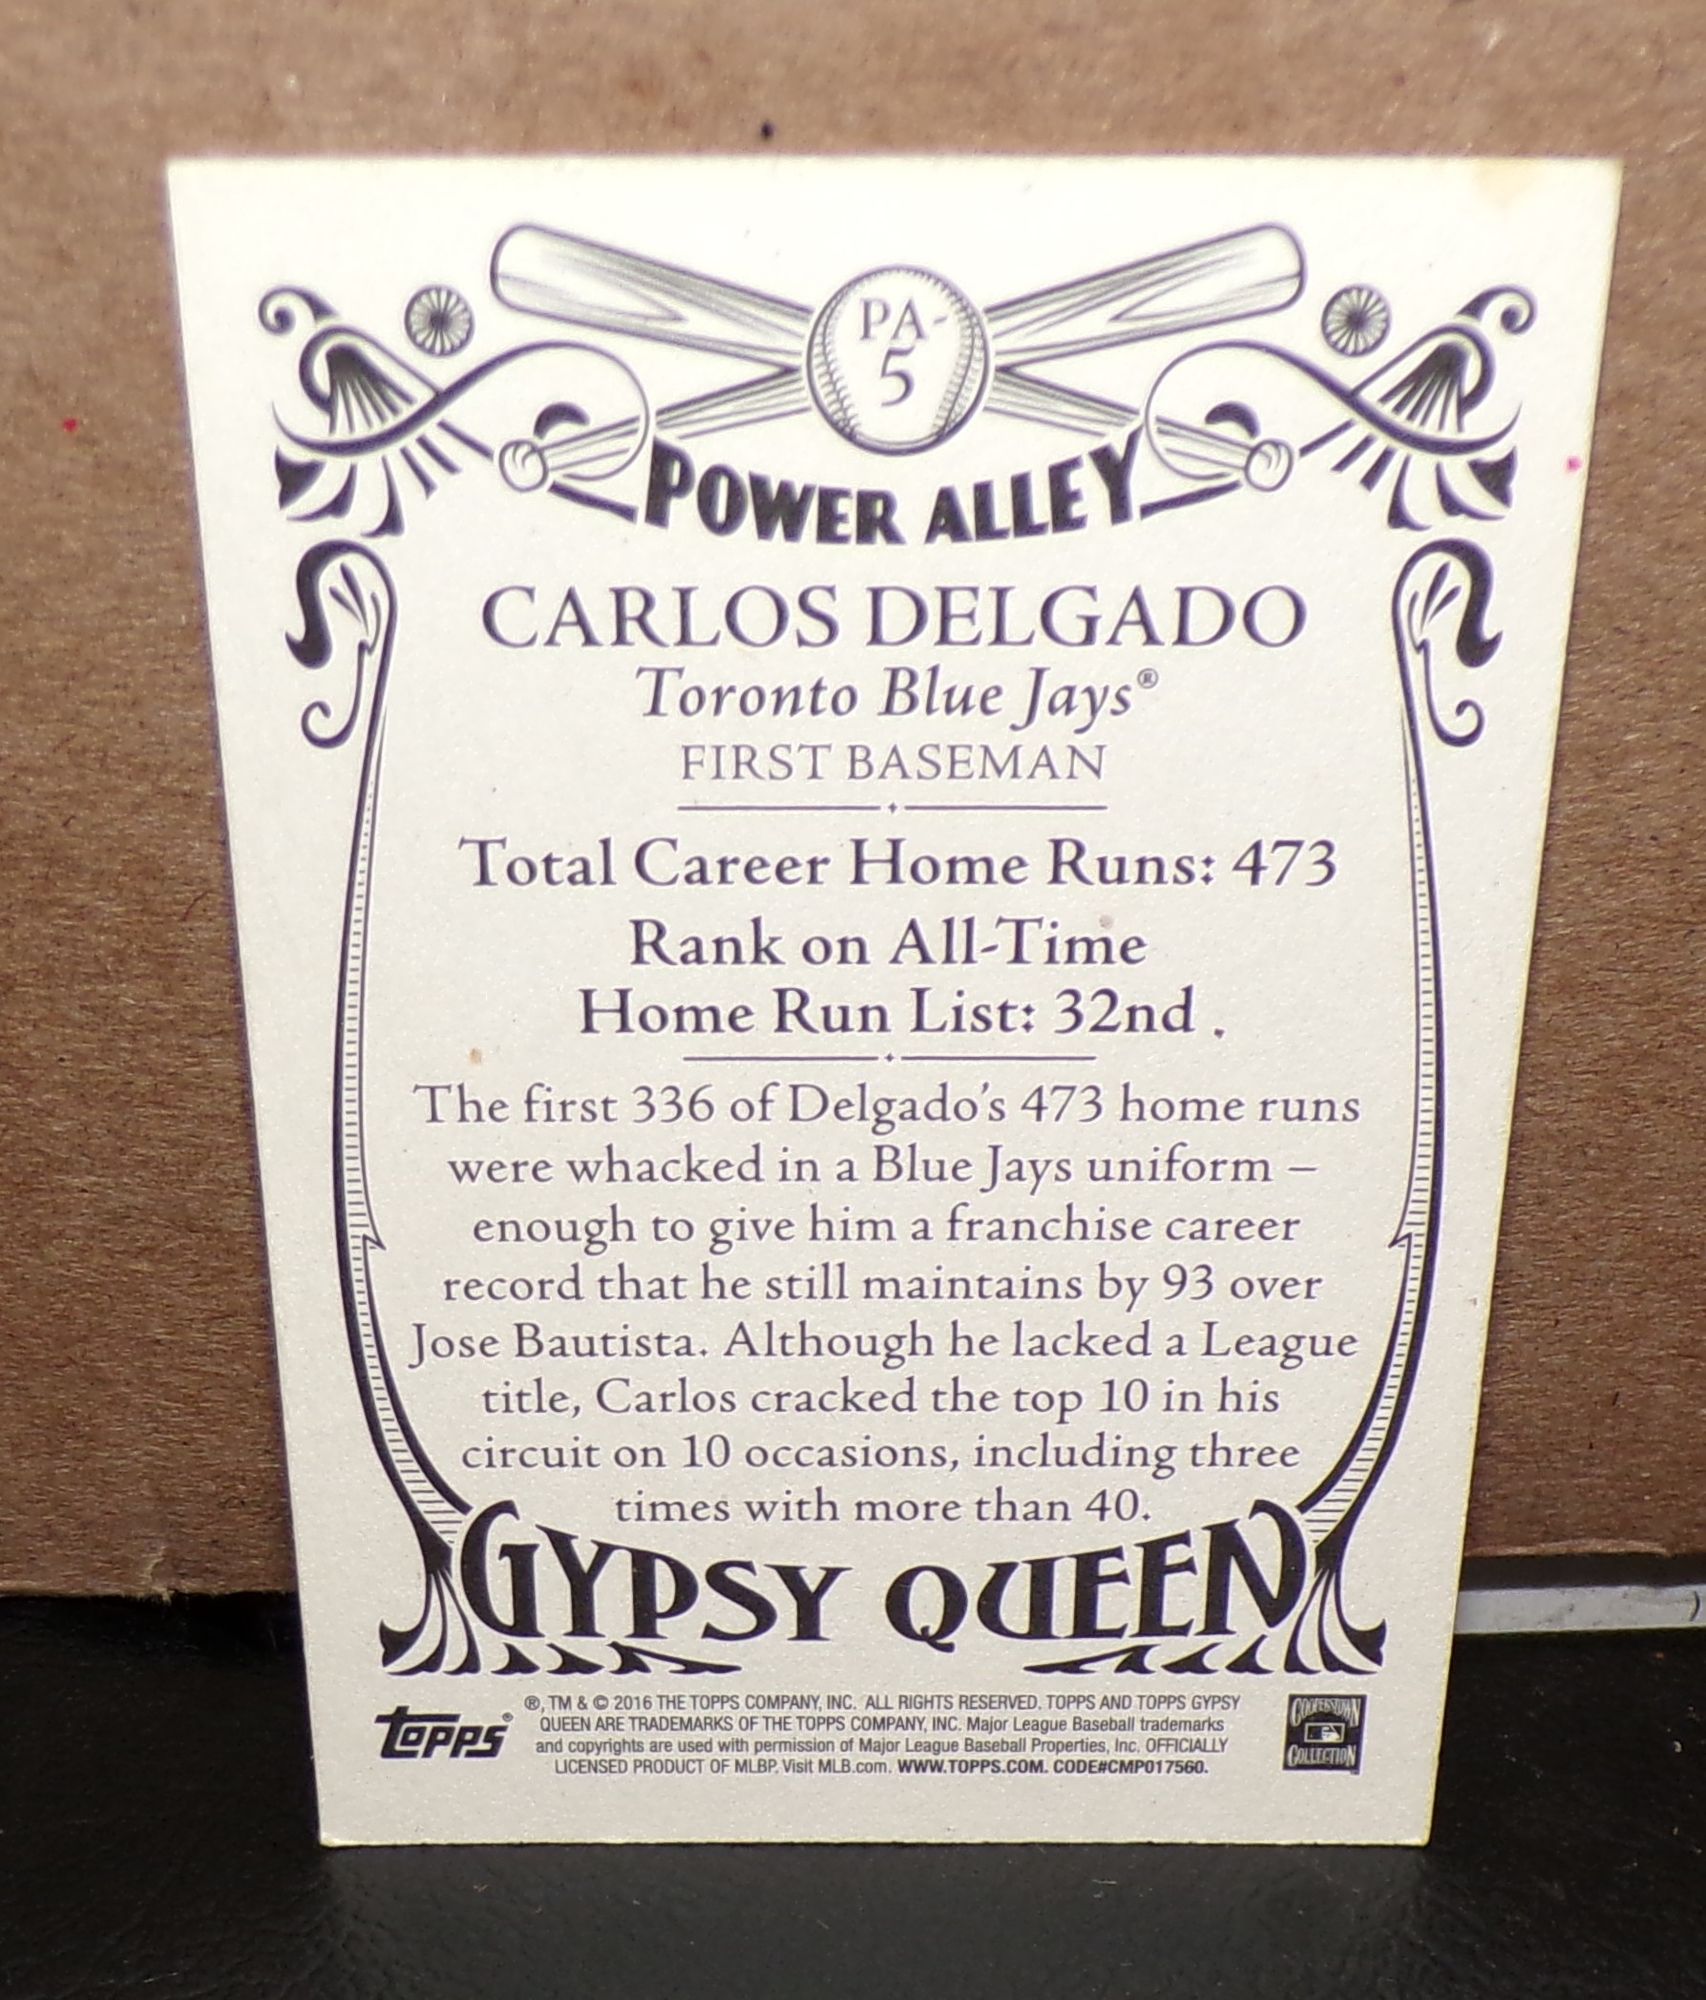 PA-
5
POWER ALLEY
CARLOS DELGADO
Toronto Blue Jays®
FIRST BASEMAN
Total Career Home Runs: 473
Rank on All-Time
Home Run List: 32nd
The first 336 of Delgado's 473 home runs
were whacked in a Blue Jays uniform –
enough to give him a franchise career
record that he still maintains by 93 over
Jose Bautista. Although he lacked a League
title, Carlos cracked the top 10 in his
circuit on 10 occasions, including three
times with more than 40.
GYPSY QUEEN
topps®
®, TM & © 2016 THE TOPPS COMPANY, INC. ALL RIGHTS RESERVED. TOPPS AND TOPPS GYPSY
QUEEN ARE TRADEMARKS OF THE TOPPS COMPANY, INC. Major League Baseball trademarks
and copyrights are used with permission of Major League Baseball Properties, Inc. OFFICIALLY
LICENSED PRODUCT OF MLBP. Visit MLB.com. WWW.TOPPS.COM. CODE#CMP017560.
COOPERSTOWN
COLLECTION